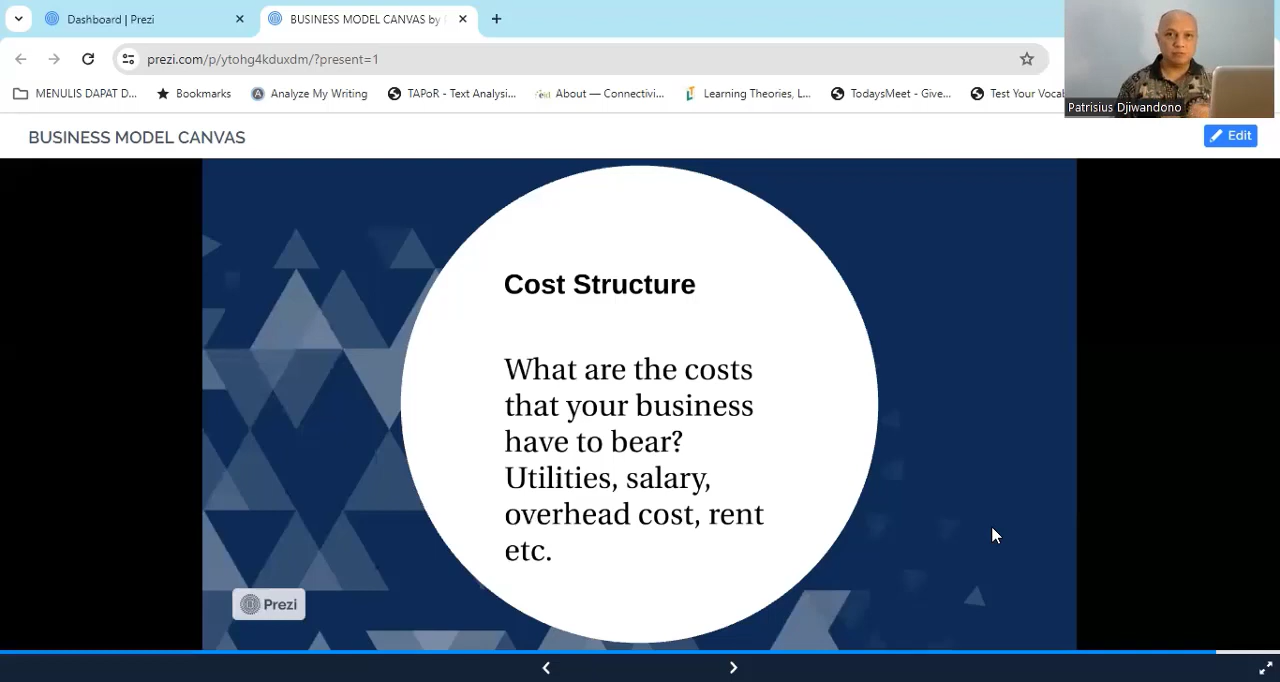 Dashboard | Prezi
BUSINESS MODEL CANVAS by
prezi.com/p/ytohg4kduxdm/?present=1
MENULIS DAPAT D...
Bookmarks
Analyze My Writing
TAPoR - Text Analysi...
About — Connectivi...
Learning Theories, L...
TodaysMeet - Give...
Test Your Vocab
Patrisius Djiwandono
BUSINESS MODEL CANVAS
Edit
Cost Structure
What are the costs
that your business
have to bear?
Utilities, salary,
overhead cost, rent
etc.
Prezi